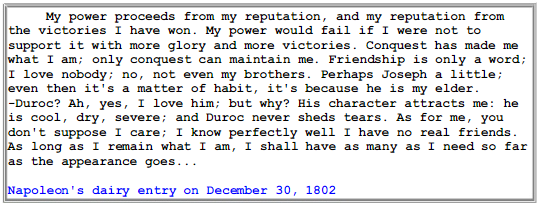 My power proceeds from my reputation, and my reputation from
the victories I have won. My power would fail if I were not to
support it with more glory and more victories. Conquest has made me
what I am; only conquest can maintain me. Friendship is only a word;
I love nobody; no, not even my brothers. Perhaps Joseph a little;
even then it's a matter of habit, it's because he is my elder.
-Duroc? Ah, yes, I love him; but why? His character attracts me: he
is cool, dry, severe; and Duroc never sheds tears. As for me, you
don't suppose I care; I know perfectly well I have no real friends.
As long as I remain what I am, I shall have as many as I need so far
as the appearance goes...
Napoleon's dairy entry on December 30, 1802